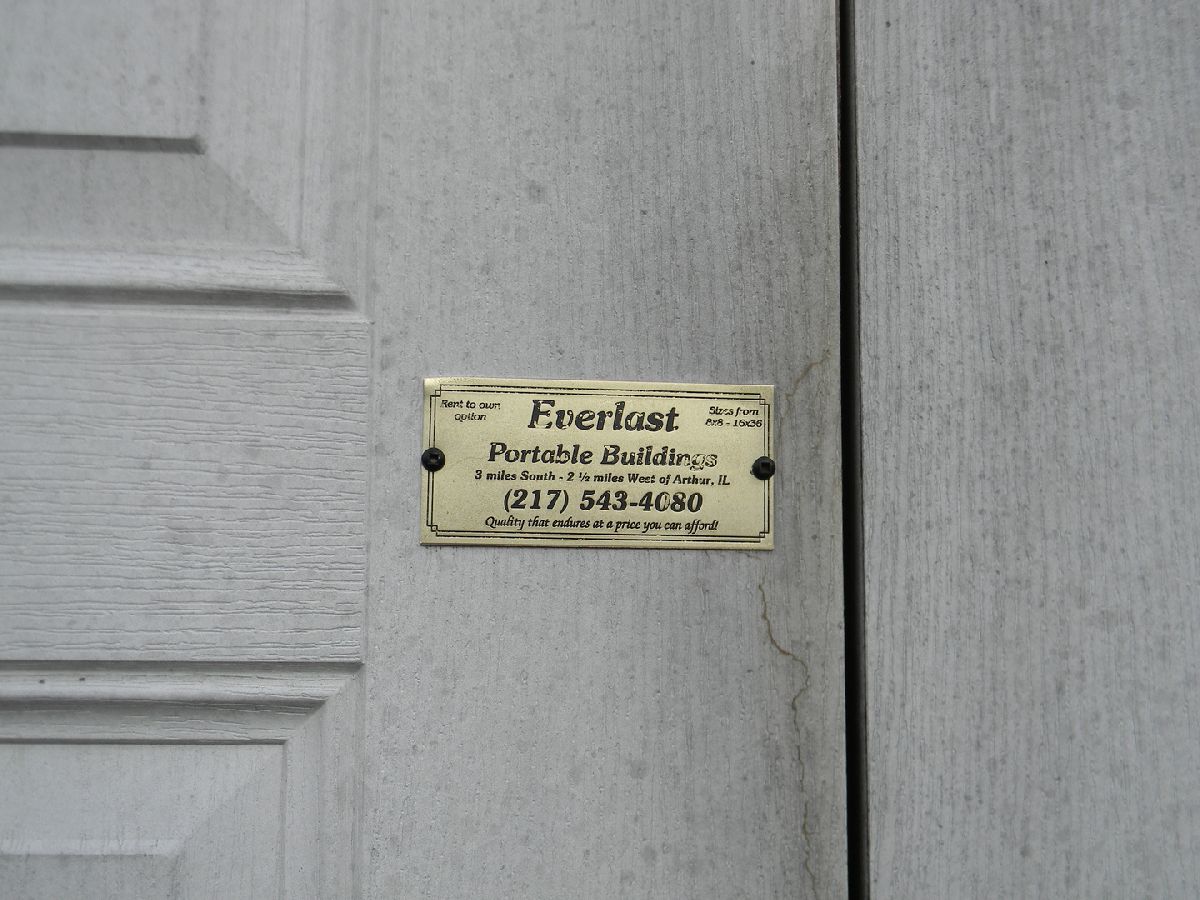 Rent to own
option
Everlast
Sizes from
8x8 - 16x36
Portable Buildings
3 miles South - 2 ½ miles West of Arthur, IL
(217) 543-4080
Quality that endures at a price you can afford!